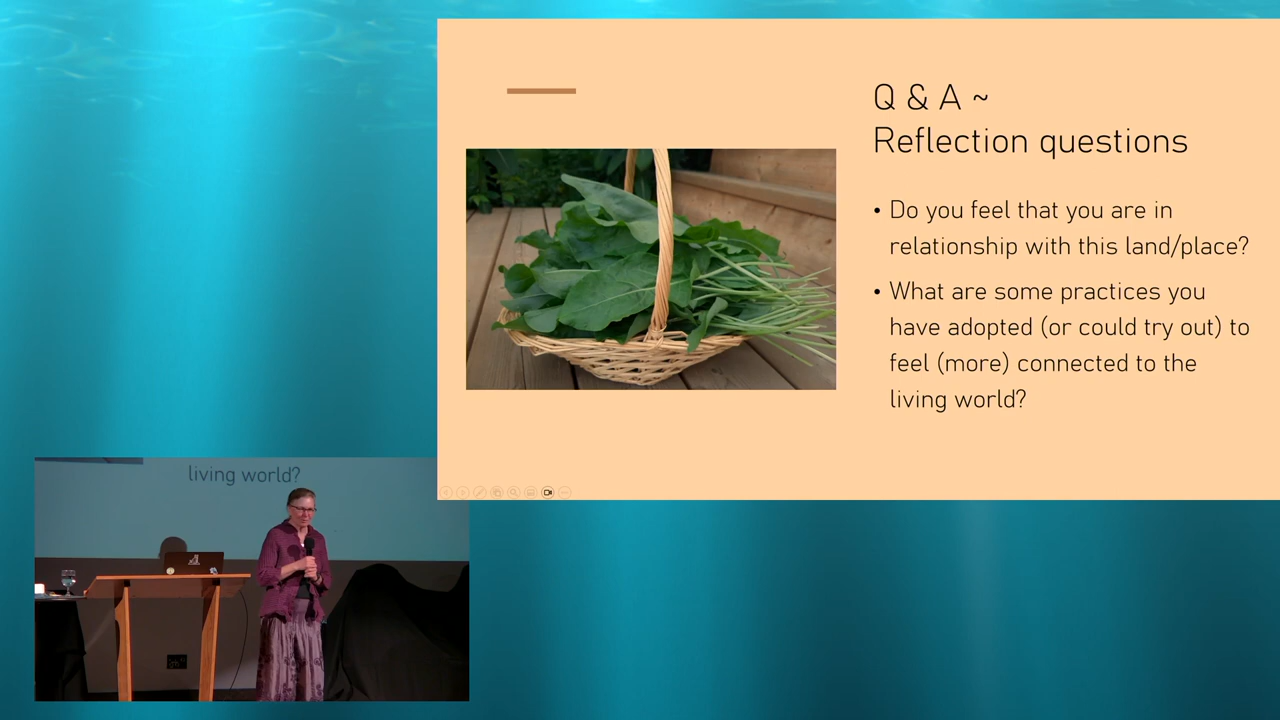 Q & A ~
Reflection questions
• Do you feel that you are in
relationship with this land/place?
• What are some practices you
have adopted (or could try out) to
feel (more) connected to the
living world?
living world?